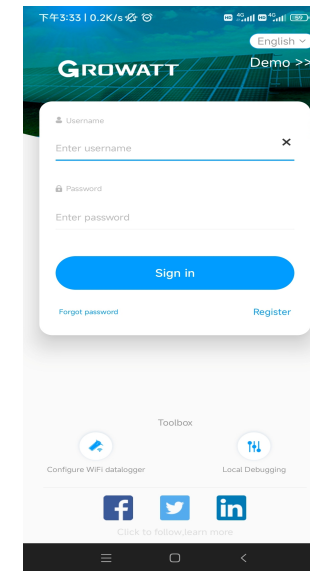 下午3:33 | 0.2K/s
English
GROWATT
Demo >>
Username
Enter username
Password
Enter password
Sign in
Forgot password
Register
Toolbox
Configure WiFi datalogger
Local Debugging
Click to follow,learn more